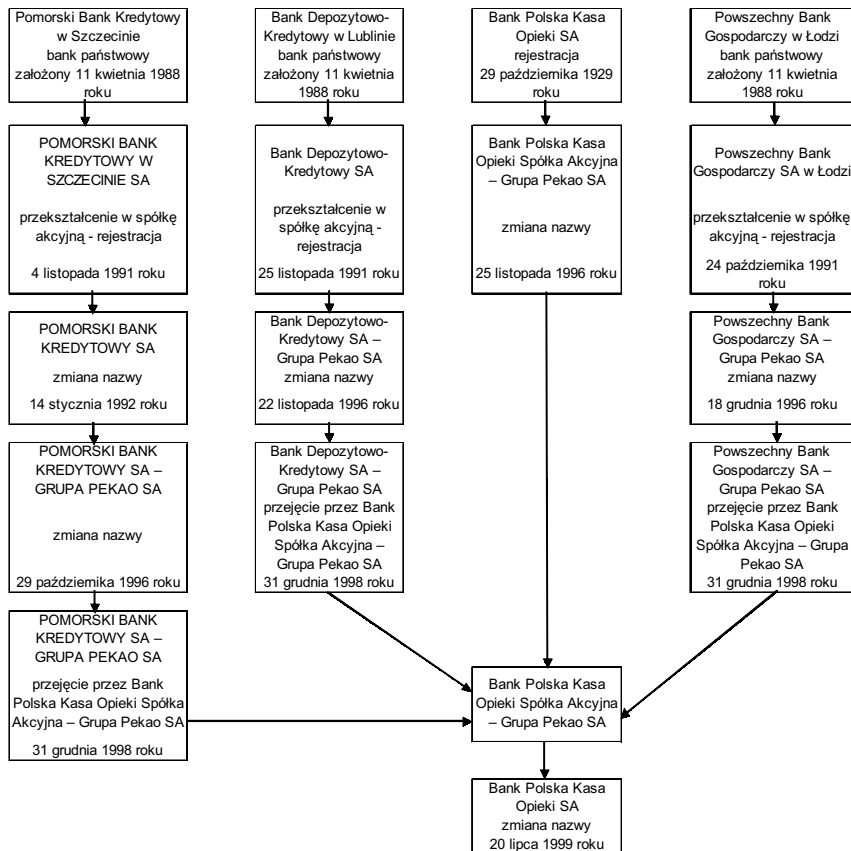 Pomorski Bank Kredytowy
w Szczecinie
bank państwowy
założony 11 kwietnia 1988
roku
POMORSKI BANK
KREDYTOWY W
SZCZECINIE SA
przekształcenie w spółkę
akcyjną - rejestracja
4 listopada 1991 roku
POMORSKI BANK
KREDYTOWY SA
zmiana nazwy
14 stycznia 1992 roku
POMORSKI BANK
KREDYTOWY SA –
GRUPA PEKAO SA
zmiana nazwy
29 października 1996 roku
POMORSKI BANK
KREDYTOWY SA –
GRUPA PEKAO SA
przejęcie przez Bank
Polska Kasa Opieki Spółka
Akcyjna – Grupa Pekao SA
31 grudnia 1998 roku
Bank Depozytowo-
Kredytowy w Lublinie
bank państwowy
założony 11 kwietnia
1988 roku
Bank Depozytowo-
Kredytowy SA
przekształcenie w
spółkę akcyjną -
rejestracja
25 listopada 1991 roku
Bank Depozytowo-
Kredytowy SA –
Grupa Pekao SA
zmiana nazwy
22 listopada 1996 roku
Bank Depozytowo-
Kredytowy SA –
Grupa Pekao SA
przejęcie przez Bank
Polska Kasa Opieki
Spółka Akcyjna –
Grupa Pekao SA
31 grudnia 1998 roku
Bank Polska Kasa
Opieki SA
rejestracja
29 października 1929
roku
Bank Polska Kasa
Opieki Spółka Akcyjna
– Grupa Pekao SA
zmiana nazwy
25 listopada 1996 roku
Powszechny Bank
Gospodarczy w Łodzi
bank państwowy
założony 11 kwietnia
1988 roku
Powszechny Bank
Gospodarczy SA w Łodzi
przekształcenie w spółkę
akcyjną - rejestracja
24 października 1991
roku
Powszechny Bank
Gospodarczy SA –
Grupa Pekao SA
zmiana nazwy
18 grudnia 1996 roku
Powszechny Bank
Gospodarczy SA –
Grupa Pekao SA
przejęcie przez Bank
Polska Kasa Opieki
Spółka Akcyjna – Grupa
Pekao SA
31 grudnia 1998 roku
Bank Polska Kasa
Opieki Spółka Akcyjna
– Grupa Pekao SA
Bank Polska Kasa
Opieki SA
zmiana nazwy
20 lipca 1999 roku